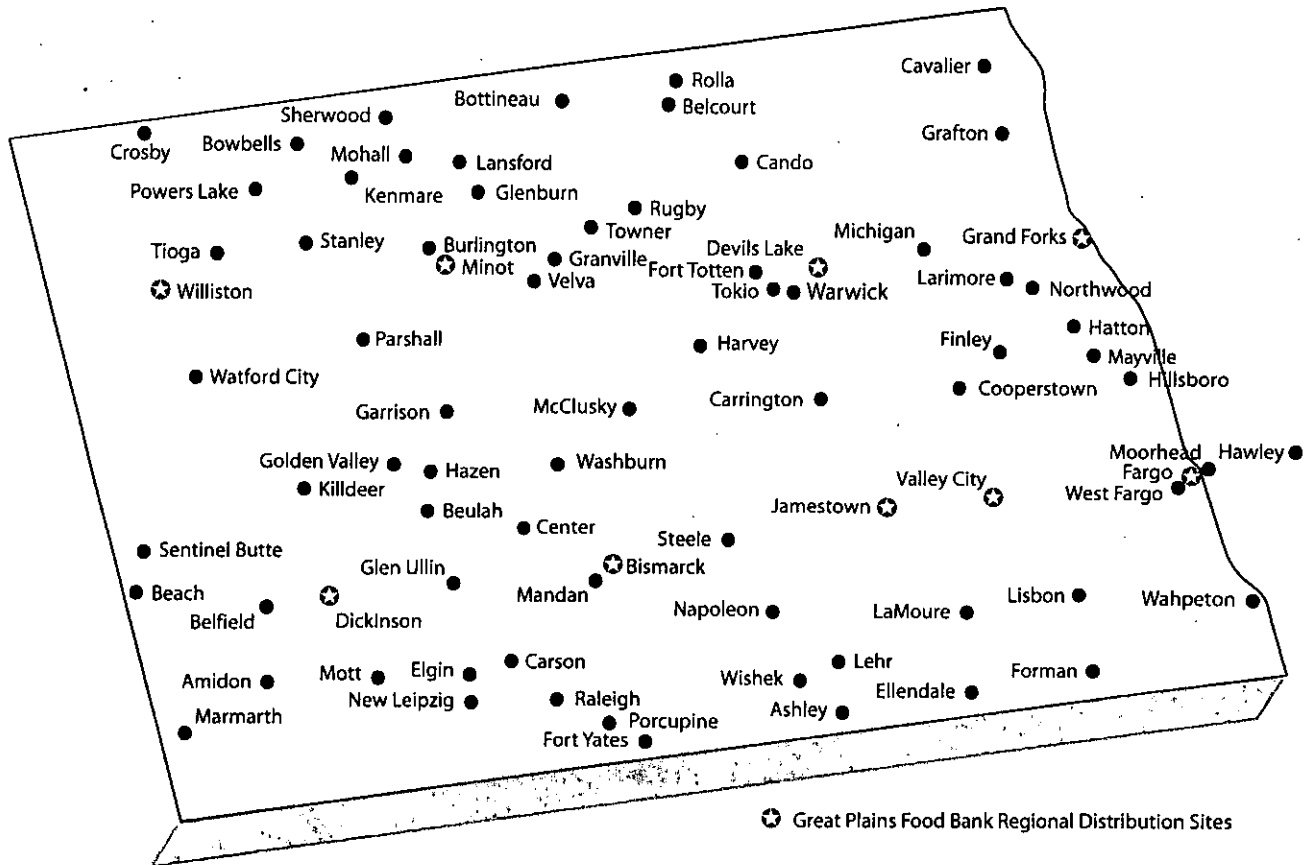 Rolla
Cavalier
Bottineau
Belcourt
Sherwood
Crosby
Bowbells
Grafton
Mohall
Lansford
Cando
Powers Lake
Kenmare
Glenburn
Rugby
Towner
Michigan
Grand Forks
Tioga
Stanley
Burlington
Devils Lake
Granville
Minot
Fort Totten
Velva
Larimore
Williston
Tokio
Warwick
Northwood
Hatton
Parshall
Harvey
Finley
Mayville
Watford City
Hillsboro
Cooperstown
Garrison
McClusky
Carrington
Moorhead
Hawley
Golden Valley
Hazen
Washburn
Fargo
Valley City
Killdeer
West Fargo
Jamestown
Beulah
Center
Steele
Sentinel Butte
Glen Ullin
Bismarck
Beach
Mandan
Lisbon
Wahpeton
Belfield
Dickinson
Napoleon
LaMoure
Carson
Lehr
Amidon
Mott
Elgin
Wishek
Forman
New Leipzig
Raleigh
Ellendale
Marmarth
Porcupine
Ashley
Fort Yates
Great Plains Food Bank Regional Distribution Sites